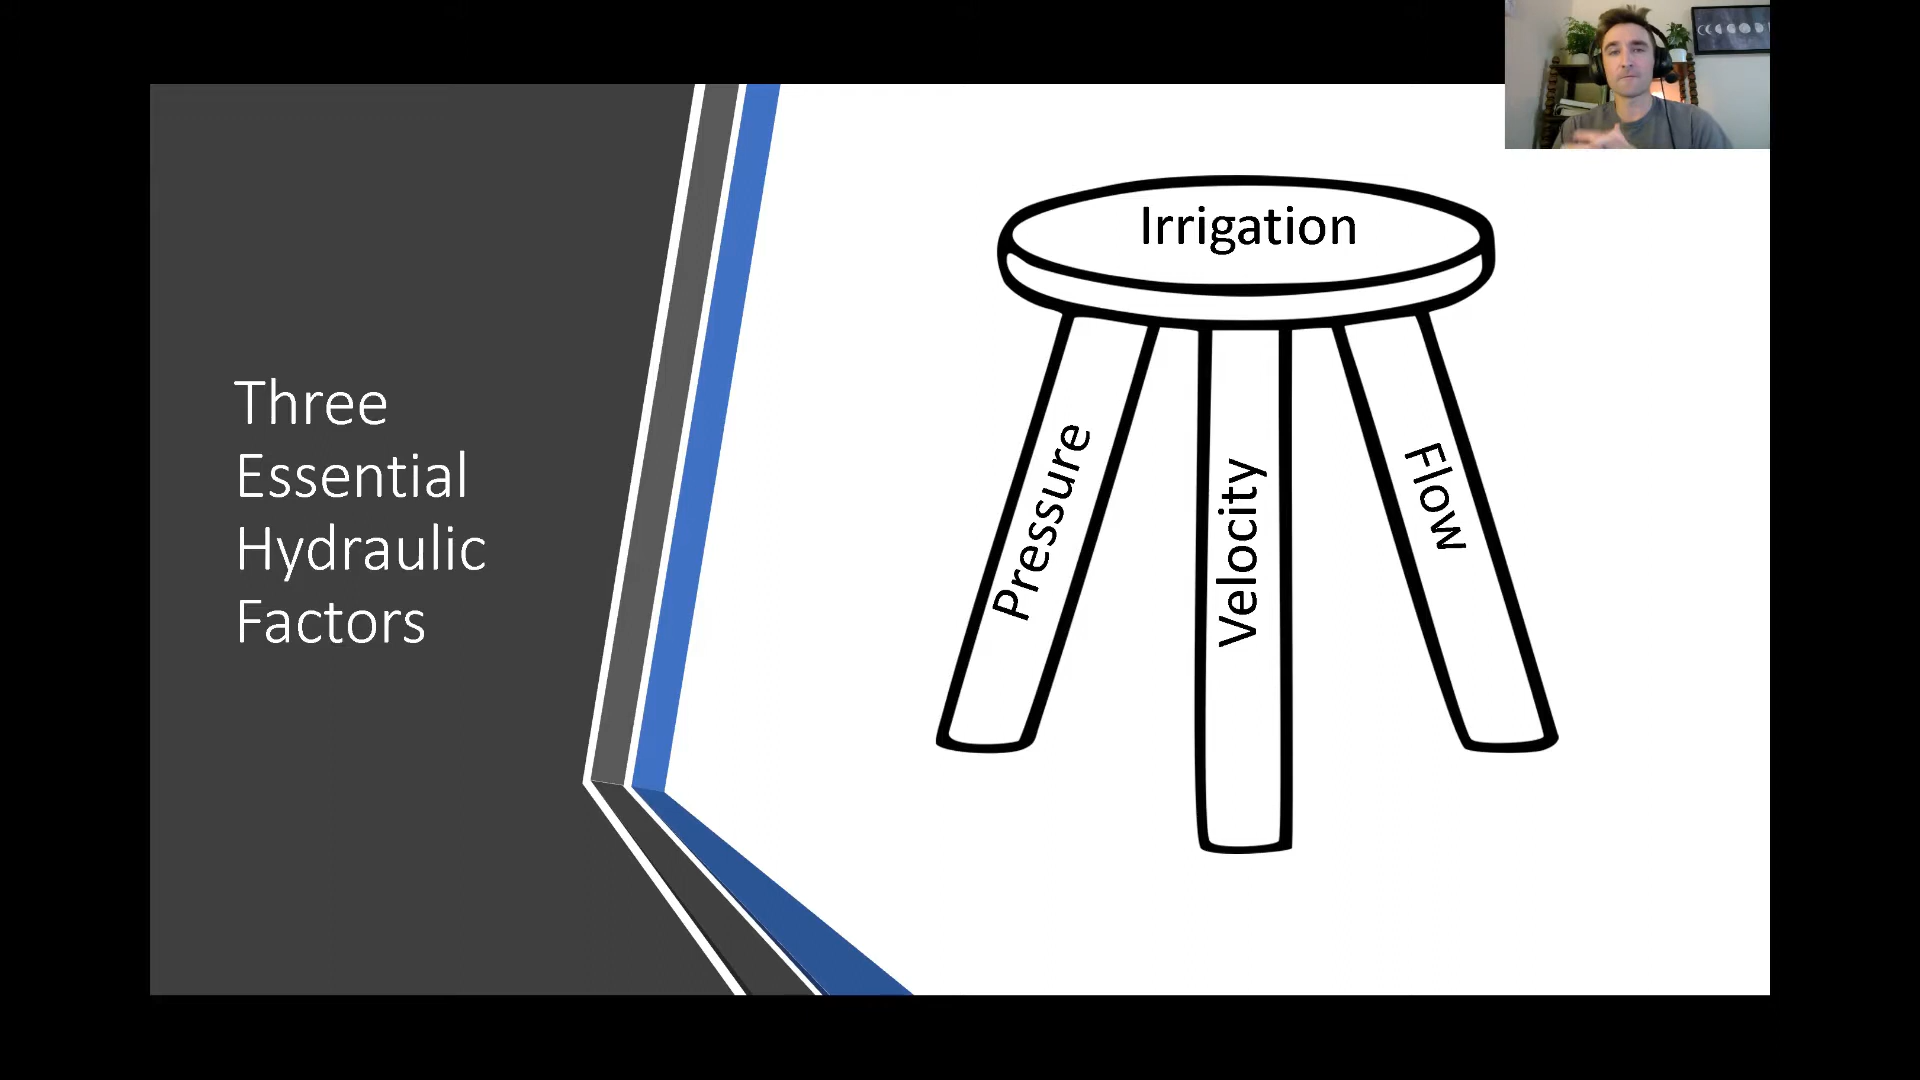 Three
Essential
Hydraulic
Factors
Irrigation
Pressure
Velocity
Flow